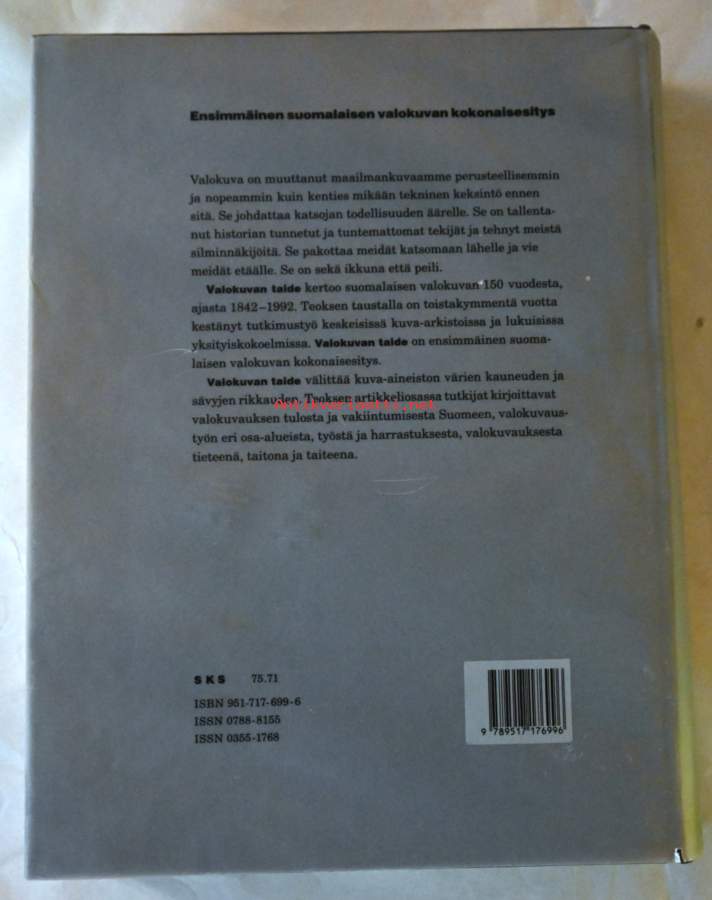 Ensimmäinen suomalaisen valokuvan kokonaisesitys
Valokuva on muuttanut maailmankuvaamme perusteellisemmin
ja nopeammin kuin kenties mikään tekninen keksintö ennen
sitä. Se johdattaa katsojan todellisuuden äärelle. Se on tallenta-
nut historian tunnetut ja tuntemattomat tekijät ja tehnyt meistä
silminnäkijöitä. Se pakottaa meidät katsomaan lähelle ja vie
meidät etäälle. Se on sekä ikkuna että peili.
Valokuvan taide kertoo suomalaisen valokuvan 150 vuodesta,
ajasta 1842–1992. Teoksen taustalla on toistakymmentä vuotta
kestänyt tutkimustyö keskeisissä kuva-arkistoissa ja lukuisissa
yksityiskokoelmissa. Valokuvan taide on ensimmäinen suoma-
laisen valokuvan kokonaisesitys.
Valokuvan taide välittää kuva-aineiston värien kauneuden ja
sävyjen rikkauden. Teoksen artikkeliosassa tutkijat kirjoittavat
Antikvariaatti.net
valokuvauksen tulosta ja vakiintumisesta Suomeen, valokuvaus-
työn eri osa-alueista, työstä ja harrastuksesta, valokuvauksesta
tieteenä, taitona ja taiteena.
SKS 75.71
ISBN 951-717-699-6
ISSN 0788-8155
ISSN 0355-1768
9 789517 176996